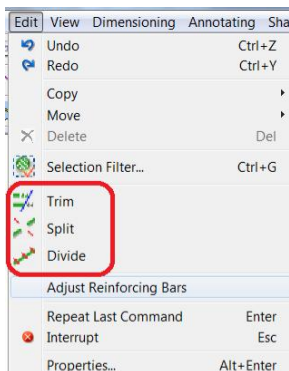 Edit View Dimensioning Annotating Sha
Undo Ctrl+Z
Redo Ctrl+Y
Copy
Move
Delete Del
Selection Filter... Ctrl+G
Trim
Split
Divide
Adjust Reinforcing Bars
Repeat Last Command Enter
Interrupt Esc
Properties... Alt+Enter